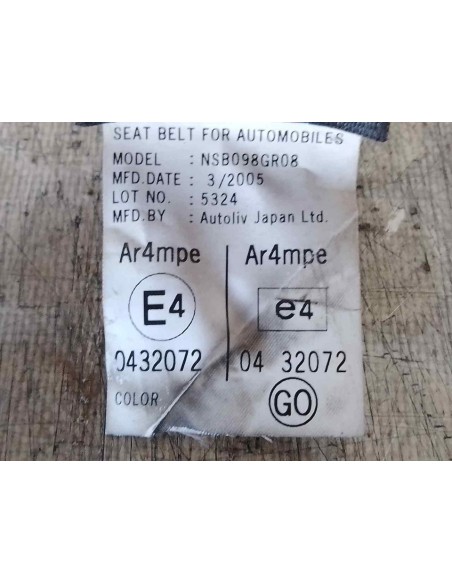 SEAT BELT FOR AUTOMOBILES
MODEL : NSB098GR08
MFD.DATE : 3/2005
LOT NO. : 5324
MFD.BY : Autoliv Japan Ltd.
Ar4mpe Ar4mpe
E4 e4
0432072 04 32072
COLOR GO